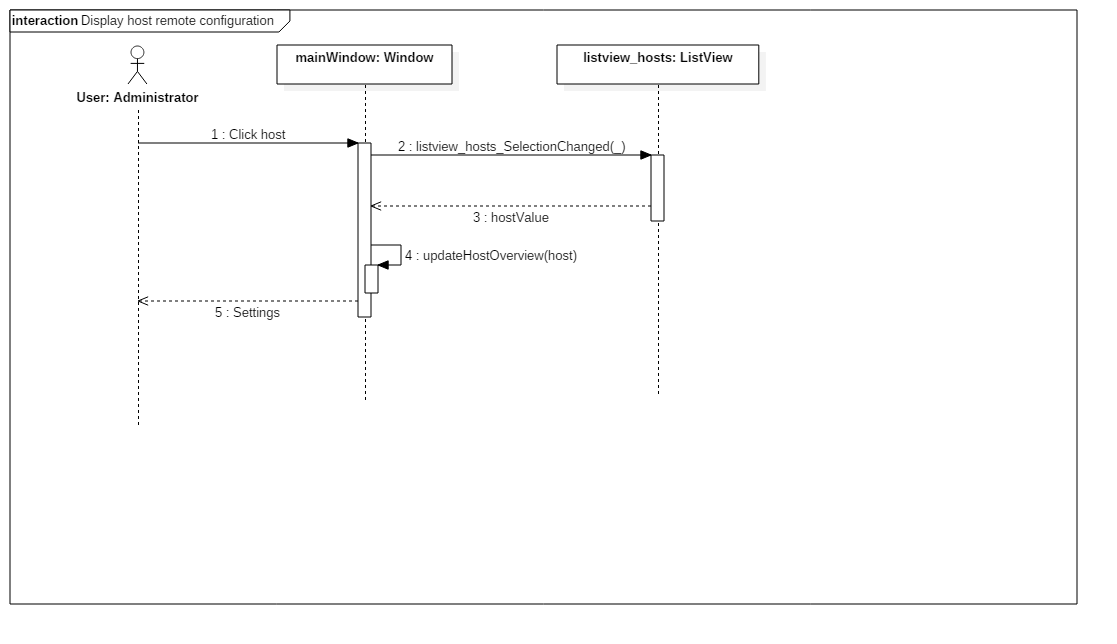 interaction Display host remote configuration
mainWindow: Window
listview_hosts: ListView
User: Administrator
1 : Click host
2 : listview_hosts_SelectionChanged(_)
3 : hostValue
4 : updateHostOverview(host)
5 : Settings